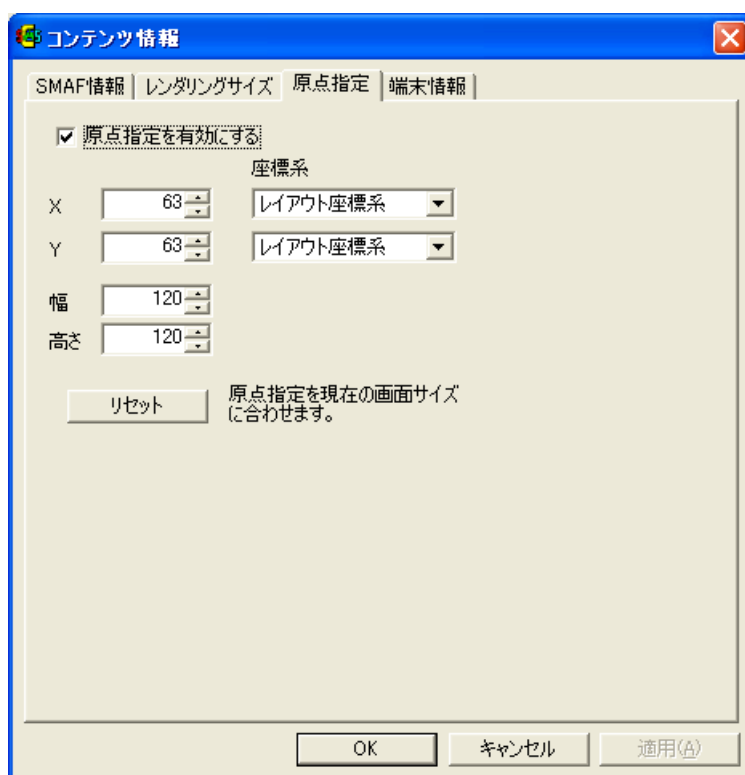 コンテンツ情報
SMAF情報 レンダリングサイズ 原点指定 端末情報
原点指定を有効にする
座標系
X 63 レイアウト座標系
Y 63 レイアウト座標系
幅 120
高さ 120
リセット
原点指定を現在の画面サイズ
に合わせます。
OK キャンセル 適用(A)